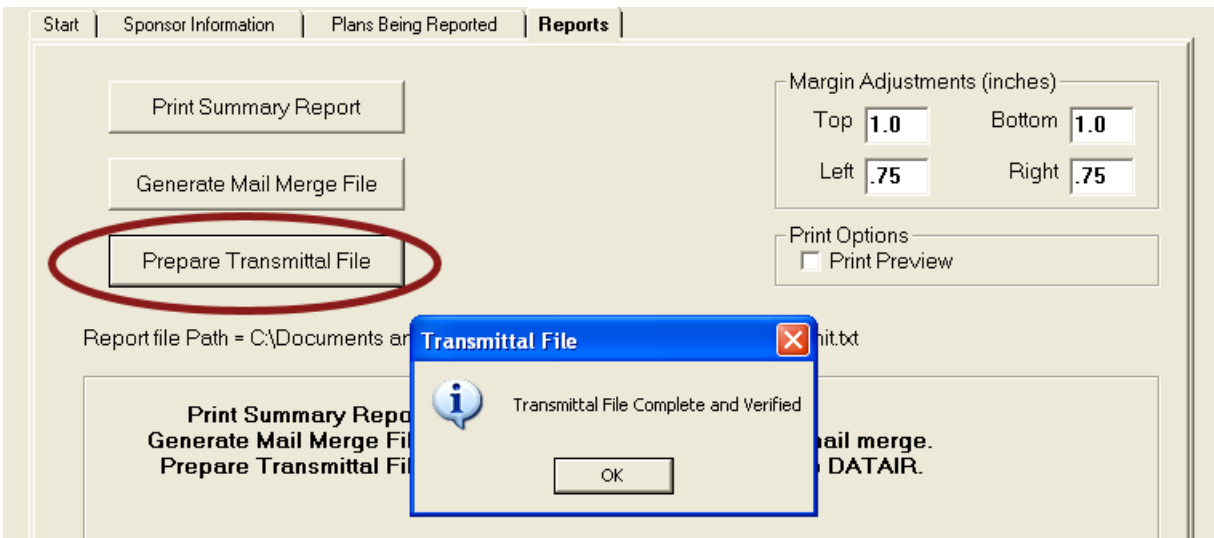 Start Sponsor Information Plans Being Reported Reports
Print Summary Report
Generate Mail Merge File
Prepare Transmittal File
Margin Adjustments (inches)
Top 1.0 Bottom 1.0
Left .75 Right .75
Print Options
Print Preview
Report file Path = C:\Documents ar nit.txt
Transmittal File
Transmittal File Complete and Verified
OK
Print Summary Repo
Generate Mail Merge Fil ail merge.
Prepare Transmittal Fil DATAIR.